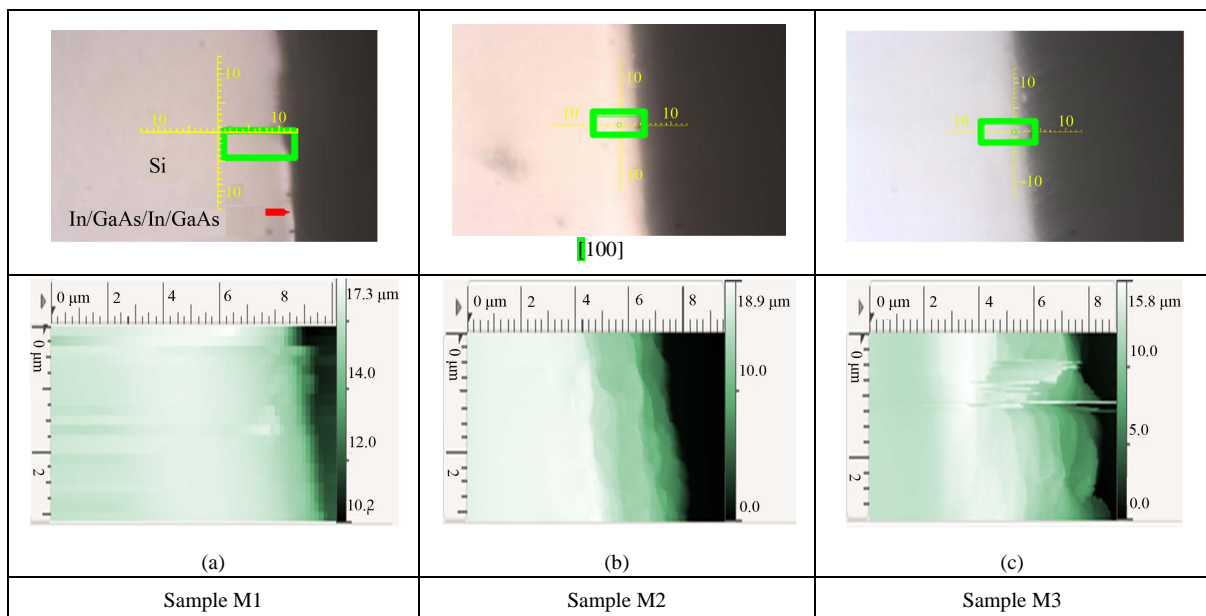 10
10
10
10
Si
In/GaAs/In/GaAs
10
10
10
10
[100]
10
10
10
10
0 μm 2 4 6 8
17.3 μm
14.0
12.0
10.2
0 μm
2
0 μm 2 4 6 8
18.9 μm
10.0
0.0
0 μm
2
0 μm 2 4 6 8
15.8 μm
10.0
5.0
0.0
0 μm
2
(a)
(b)
(c)
Sample M1
Sample M2
Sample M3